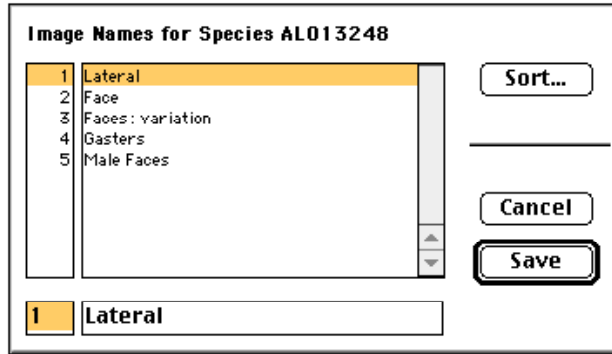 Image Names for Species ALO13248
1 Lateral
2 Face
3 Faces: variation
4 Gasters
5 Male Faces
Sort...
Cancel
Save
1 Lateral